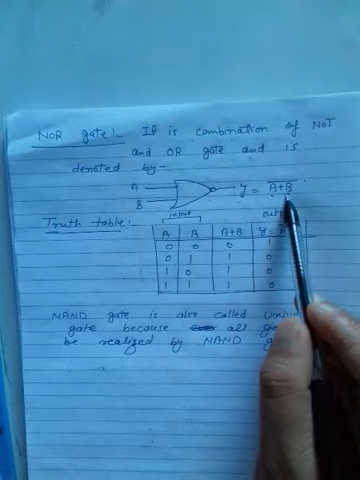 NOR gate:- It is combination of NOT
and OR gate and is
denoted by-
A
B
y = \overline{A+B}
Truth table:-
input
A B A+B y =
0 0 0 1
0 1 1 0
1 0 1 0
1 1 1 0
NAND gate is also called
gate because all
be realized by NAND